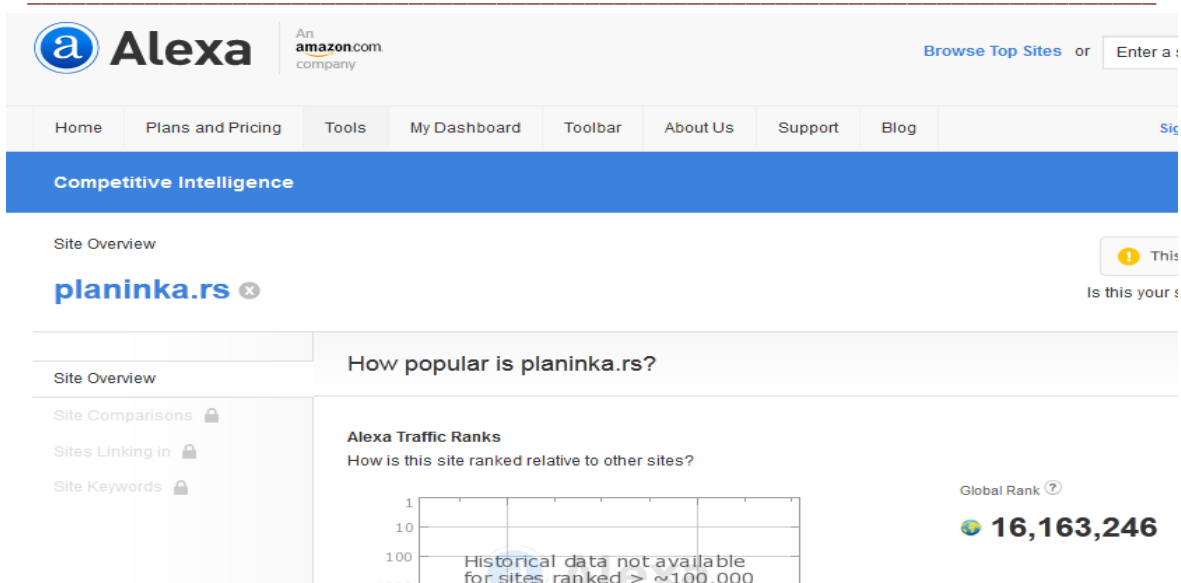 a Alexa
An
amazon.com
company
Browse Top Sites or Enter a
Home Plans and Pricing Tools My Dashboard Toolbar About Us Support Blog
Competitive Intelligence
Site Overview
This
planinka.rs
Is this your
How popular is planinka.rs?
Site Overview
Site Comparisons
Sites Linking in
Site Keywords
Alexa Traffic Ranks
How is this site ranked relative to other sites?
Global Rank ?
16,163,246
1
10
100
Historical data not available
for sites ranked > ~100,000